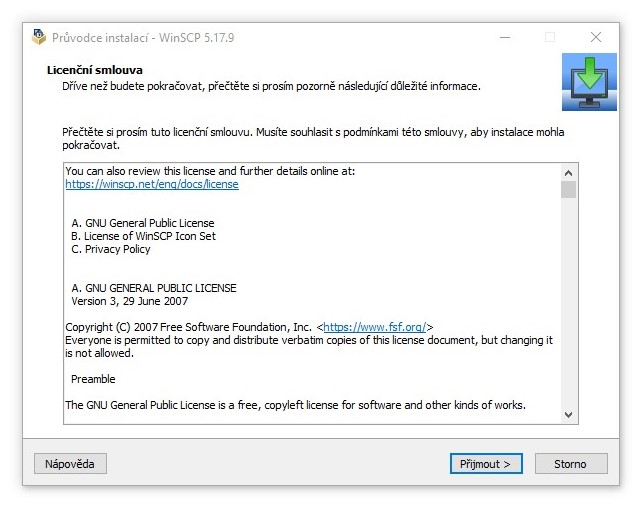 Průvodce instalací - WinSCP 5.17.9
Licenční smlouva
Dříve než budete pokračovat, přečtěte si prosím pozorně následující důležité informace.
Přečtěte si prosím tuto licenční smlouvu. Musíte souhlasit s podmínkami této smlouvy, aby instalace mohla
pokračovat.
You can also review this license and further details online at:
https://winscp.net/eng/docs/license
A. GNU General Public License
B. License of WinSCP Icon Set
C. Privacy Policy
A. GNU GENERAL PUBLIC LICENSE
Version 3, 29 June 2007
Copyright (C) 2007 Free Software Foundation, Inc. <https://www.fsf.org/>
Everyone is permitted to copy and distribute verbatim copies of this license document, but changing it
is not allowed.
Preamble
The GNU General Public License is a free, copyleft license for software and other kinds of works.
Nápověda
Přijmout >
Storno